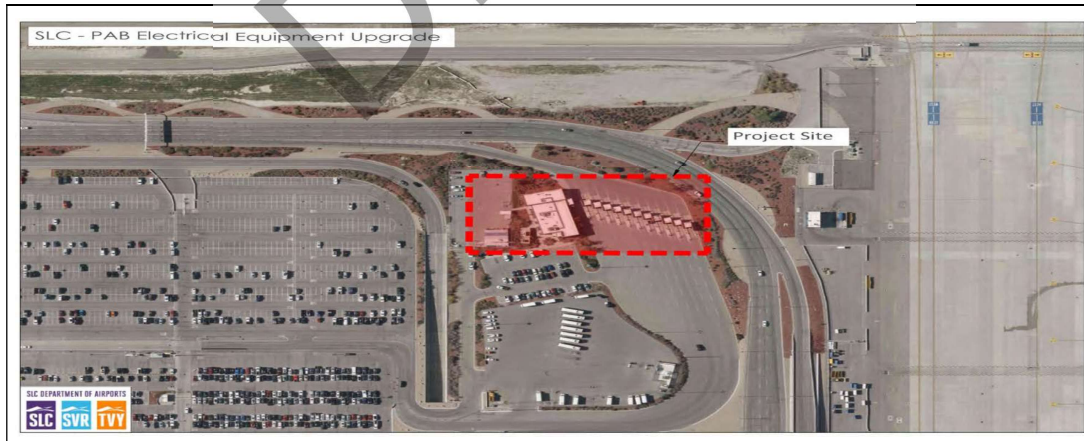 SLC - PAB Electrical Equipment Upgrade
Project Site
SLC DEPARTMENT OF AIRPORTS
SLC SVR TVY